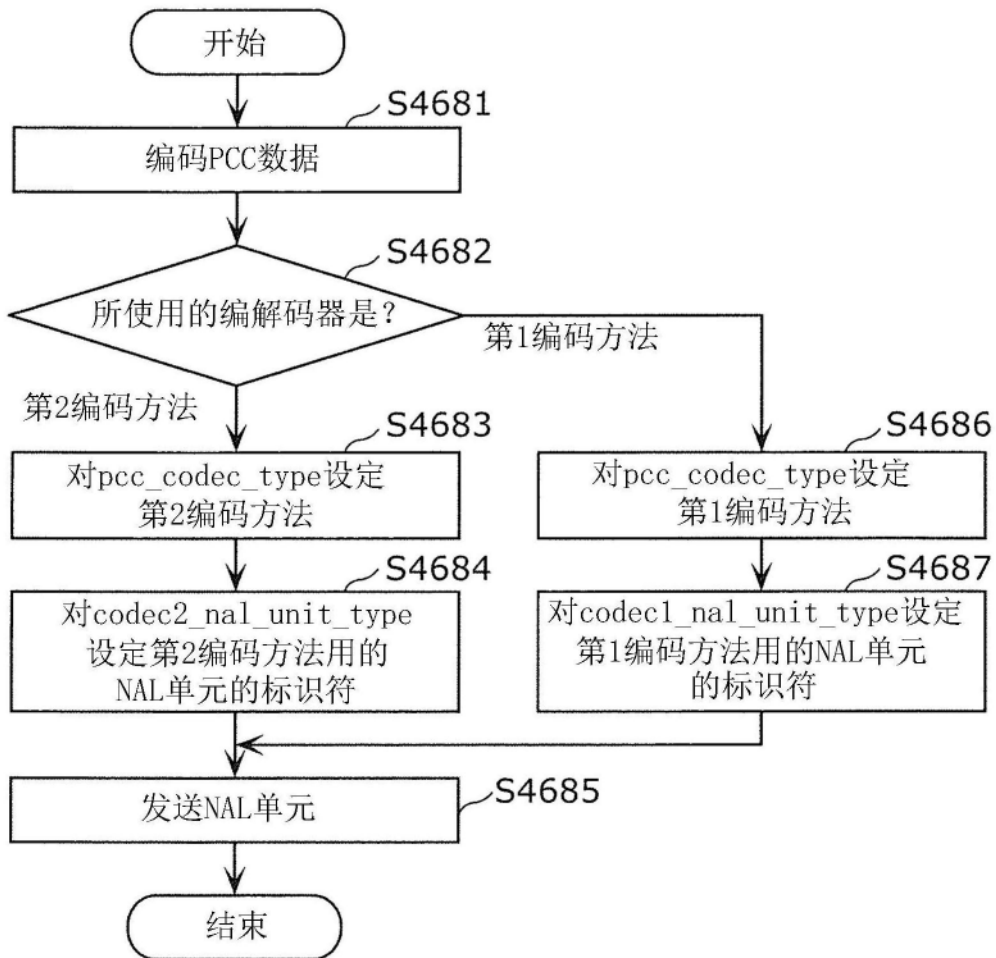 开始
S4681
编码PCC数据
S4682
所使用的编解码器是?
第1编码方法
第2编码方法
S4683
对pcc_codec_type设定
第2编码方法
S4686
对pcc_codec_type设定
第1编码方法
S4684
对codec2_nal_unit_type
设定第2编码方法用的
NAL单元的标识符
S4687
对codec1_nal_unit_type设定
第1编码方法用的NAL单元
的标识符
发送NAL单元
S4685
结束